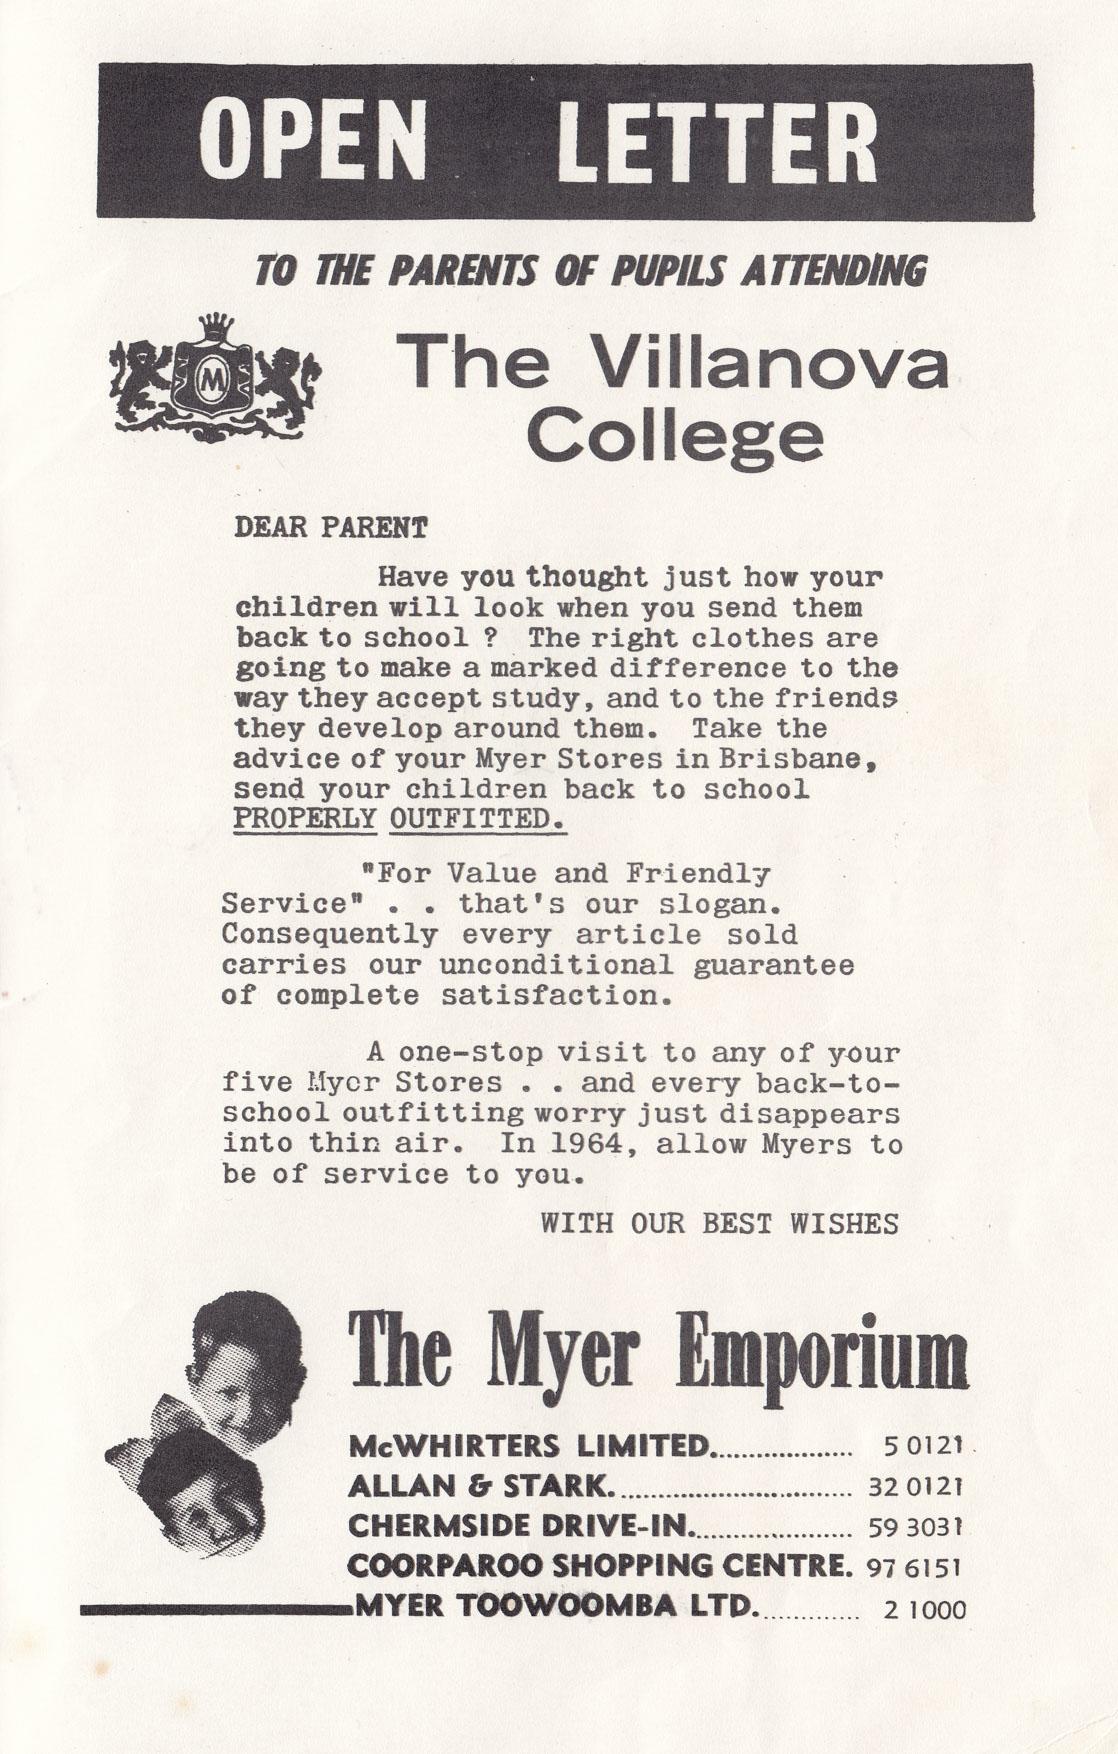 OPEN LETTER
TO THE PARENTS OF PUPILS ATTENDING
M
The Villanova
College
DEAR PARENT
Have you thought just how your
children will look when you send them
back to school ? The right clothes are
going to make a marked difference to the
way they accept study, and to the friends
they develop around them. Take the
advice of your Myer Stores in Brisbane,
send your children back to school
PROPERLY OUTFITTED.
"For Value and Friendly
Service" . . that's our slogan.
Consequently every article sold
carries our unconditional guarantee
of complete satisfaction.
A one-stop visit to any of your
five Myer Stores . . and every back-to-
school outfitting worry just disappears
into thin air. In 1964, allow Myers to
be of service to you.
WITH OUR BEST WISHES
The Myer Emporium
McWHIRTERS LIMITED................... 5 0121
ALLAN & STARK.............................. 32 0121
CHERMSIDE DRIVE-IN..................... 59 3031
COORPAROO SHOPPING CENTRE. 97 6151
MYER TOOWOOMBA LTD............. 2 1000